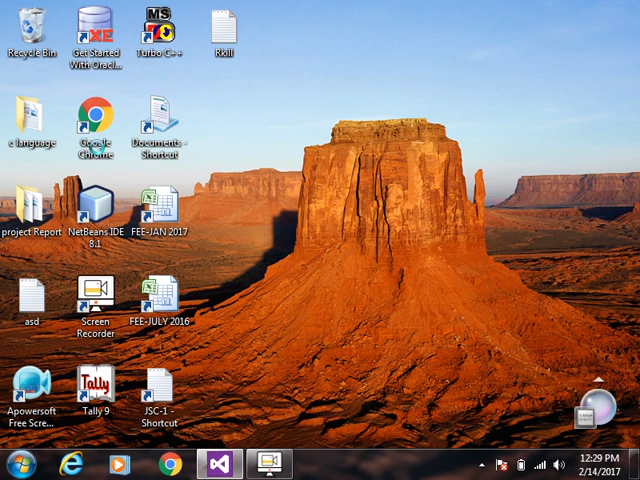 Recycle Bin
Get Started
With Oracl...
MS
Turbo C++
Rkill
c language
Google
Chrome
Documents -
Shortcut
project Report
NetBeans IDE
8.1
FEE-JAN 2017
asd
Screen
Recorder
FEE-JULY 2016
Apowersoft
Free Scre...
Tally
Tally 9
JSC-1 -
Shortcut
12:29 PM
2/14/2017